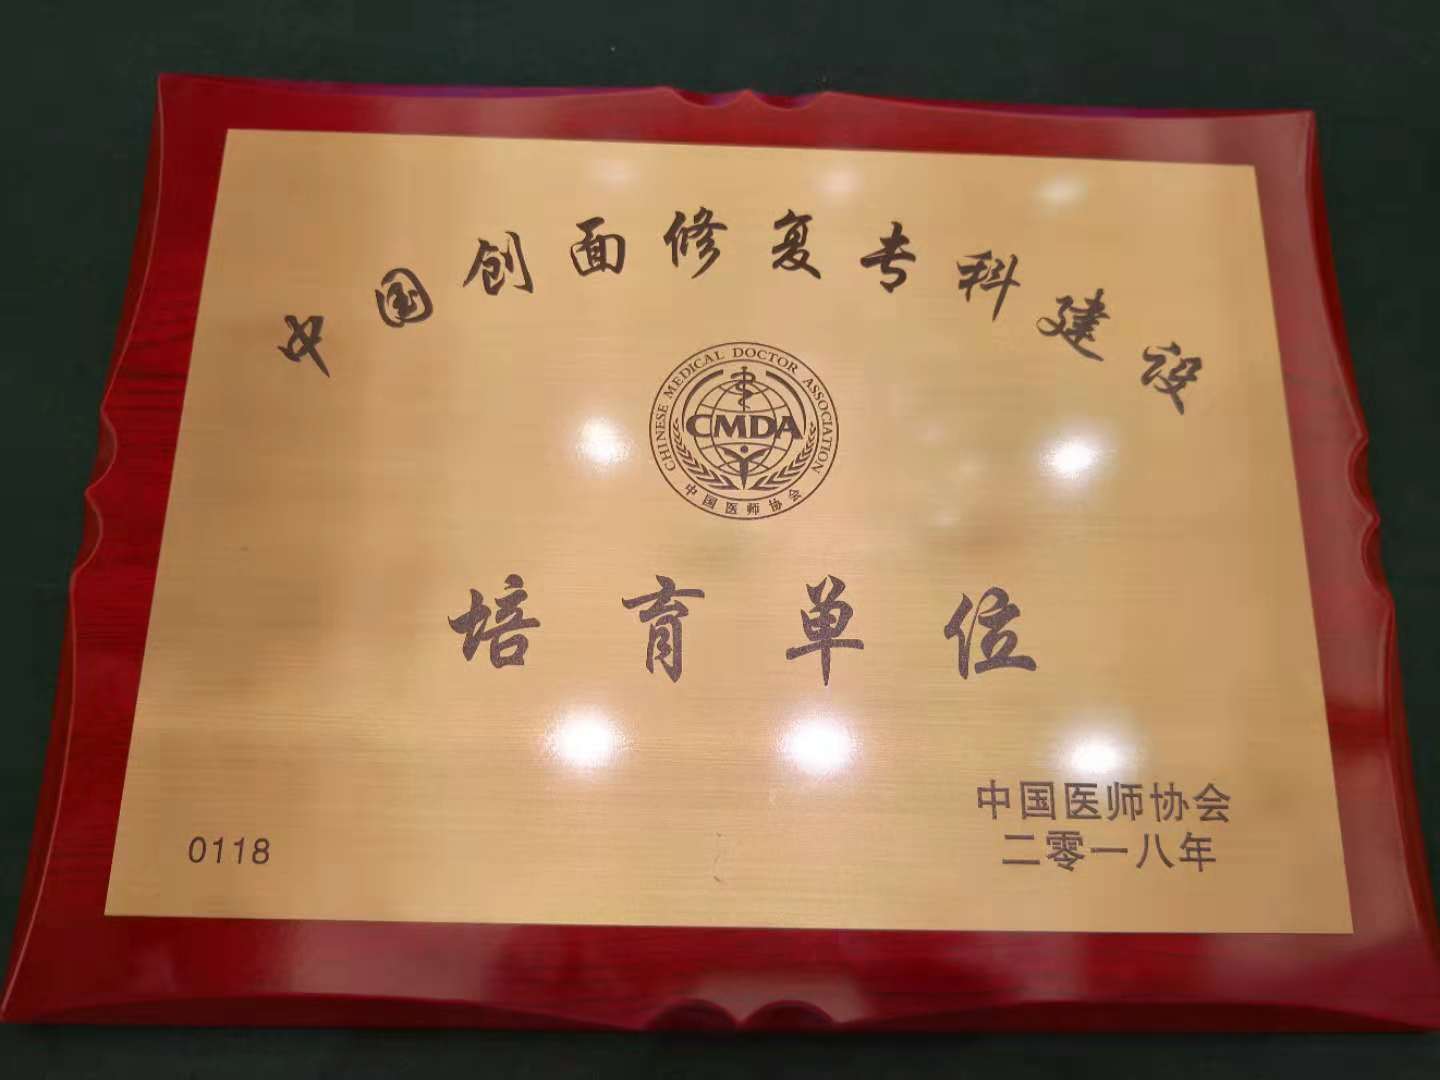 中国创面修复专科建设
CHINESE MEDICAL DOCTOR ASSOCIATION
CMDA
中国医师协会
培育单位
中国医师协会
二零一八年
0118